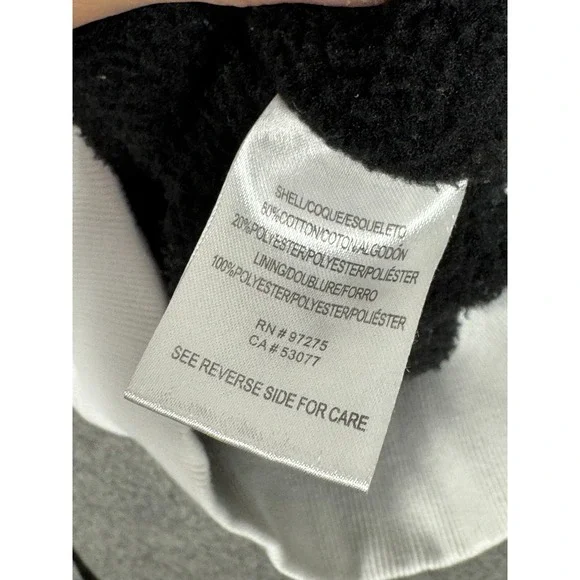 SHELL/COQUE/ESQUELETO
80%COTTON/COTON/ALGODÓN
20%POLYESTER/POLYESTER/POLIÉSTER
LINING/DOUBLURE/FORRO
100%POLYESTER/POLYESTER/POLIÉSTER
RN # 97275
CA # 53077
SEE REVERSE SIDE FOR CARE